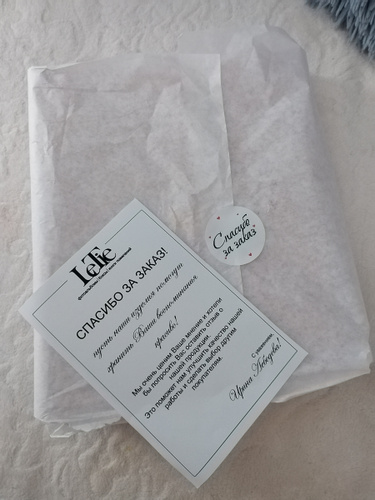 Спасибо
за заказ
LeTie
СПАСИБО ЗА ЗАКАЗ!
пусть наши изделия помогут
хранить Ваши воспоминания
красиво!
Мы очень ценим Ваше мнение и хотели
бы попросить Вас оставить отзыв о
нашей продукции.
Это поможет нам улучшить качество нашей
работы и сделать выбор другим
покупателям.
С уважением,
Ирина Лебедева!